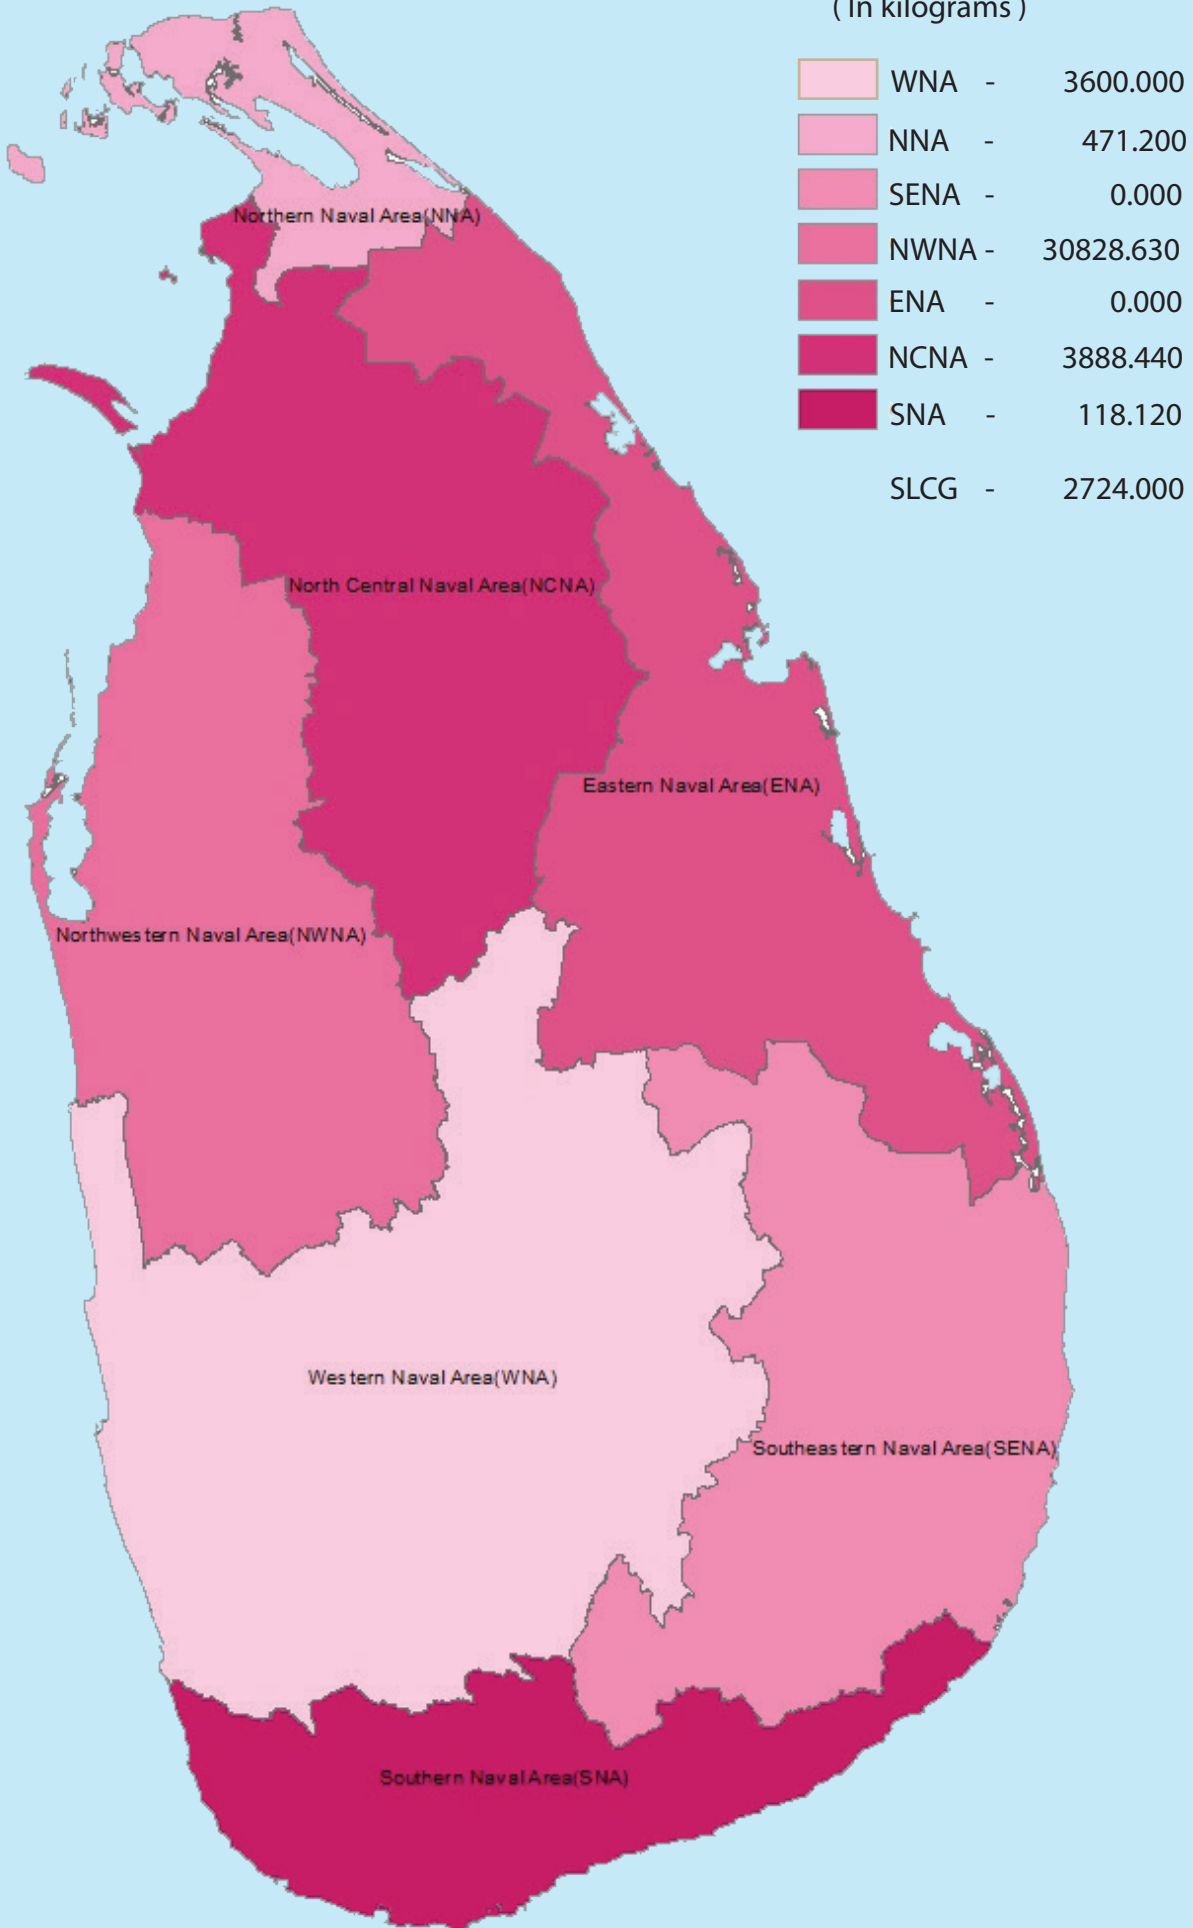 ( In kilograms )
WNA - 3600.000
NNA - 471.200
SENA - 0.000
NWNA - 30828.630
ENA - 0.000
NCNA - 3888.440
SNA - 118.120
SLCG - 2724.000
Northern Naval Area(NNA)
North Central Naval Area(NCNA)
Eastern Naval Area(ENA)
Northwestern Naval Area(NWNA)
Western Naval Area(WNA)
Southeastern Naval Area(SENA)
Southern Naval Area(SNA)